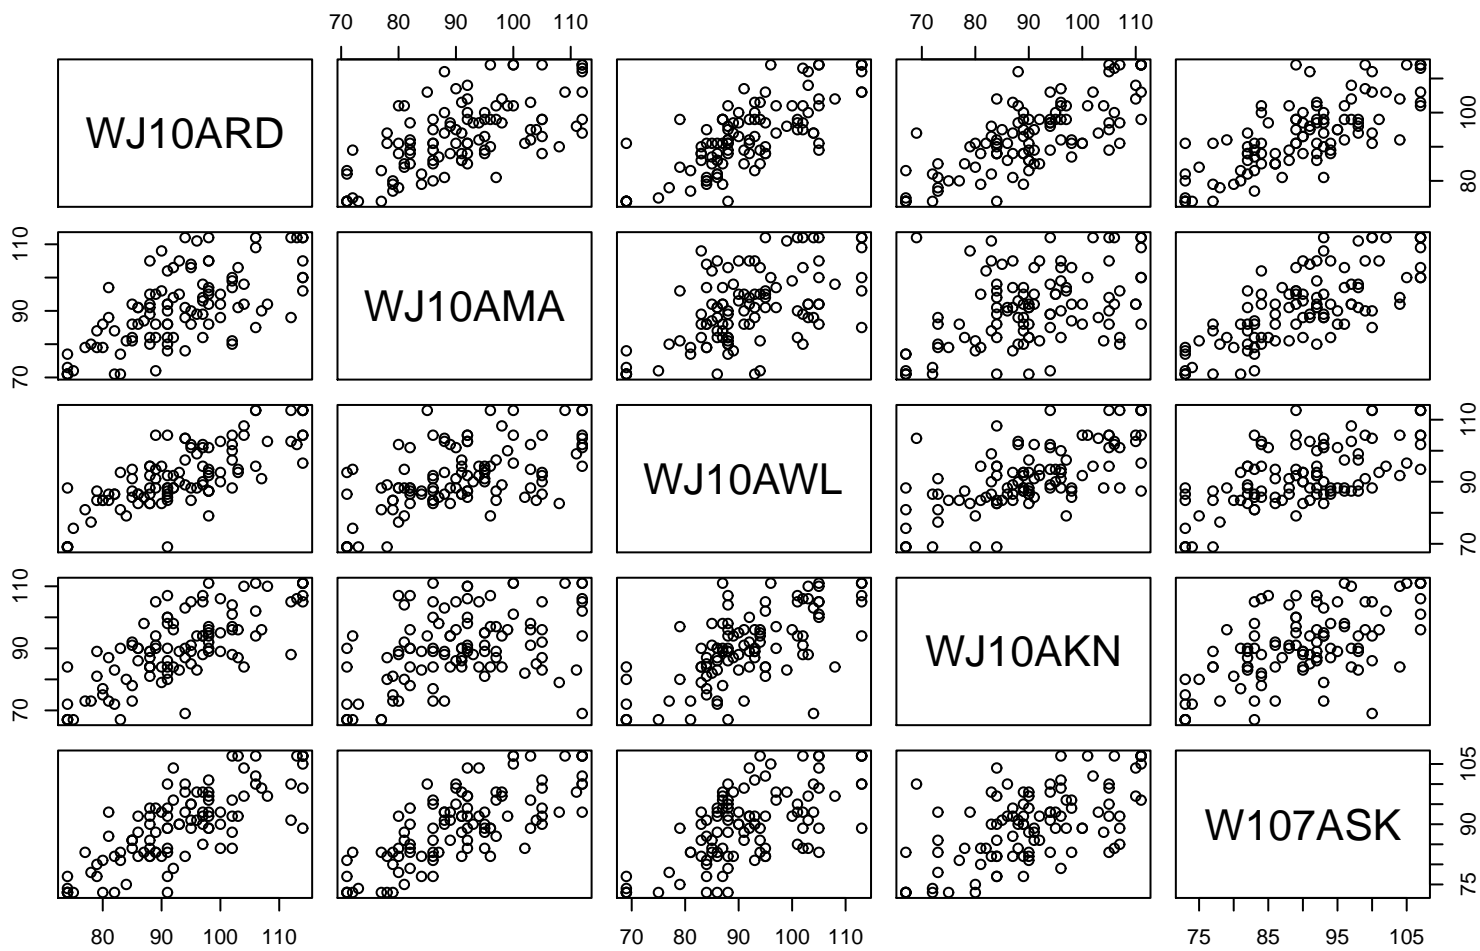 70 80 90 100 110 70 80 90 100 110
WJ10ARD 80 100
70 90 110 WJ10AMA
WJ10AWL 70 90 110
70 90 110 WJ10AKN
W107ASK 75 90 105
80 90 100 110 70 80 90 100 110 75 85 95 105